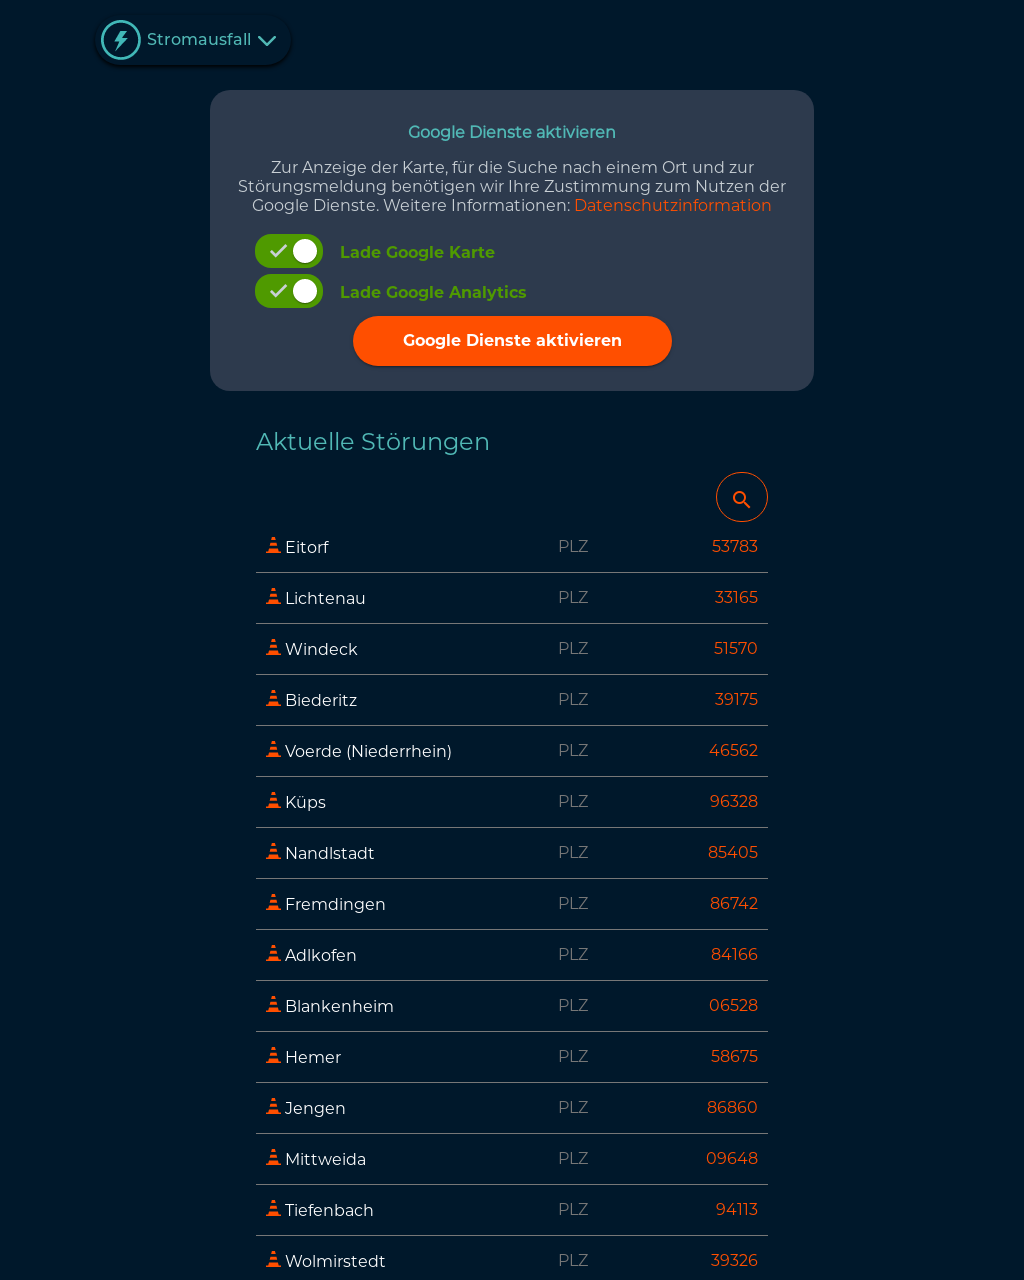 Stromausfall
Google Dienste aktivieren
Zur Anzeige der Karte, für die Suche nach einem Ort und zur
Störungsmeldung benötigen wir Ihre Zustimmung zum Nutzen der
Google Dienste. Weitere Informationen: Datenschutzinformation
Lade Google Karte
Lade Google Analytics
Google Dienste aktivieren
Aktuelle Störungen
Eitorf PLZ 53783
Lichtenau PLZ 33165
Windeck PLZ 51570
Biederitz PLZ 39175
Voerde (Niederrhein) PLZ 46562
Küps PLZ 96328
Nandlstadt PLZ 85405
Fremdingen PLZ 86742
Adlkofen PLZ 84166
Blankenheim PLZ 06528
Hemer PLZ 58675
Jengen PLZ 86860
Mittweida PLZ 09648
Tiefenbach PLZ 94113
Wolmirstedt PLZ 39326